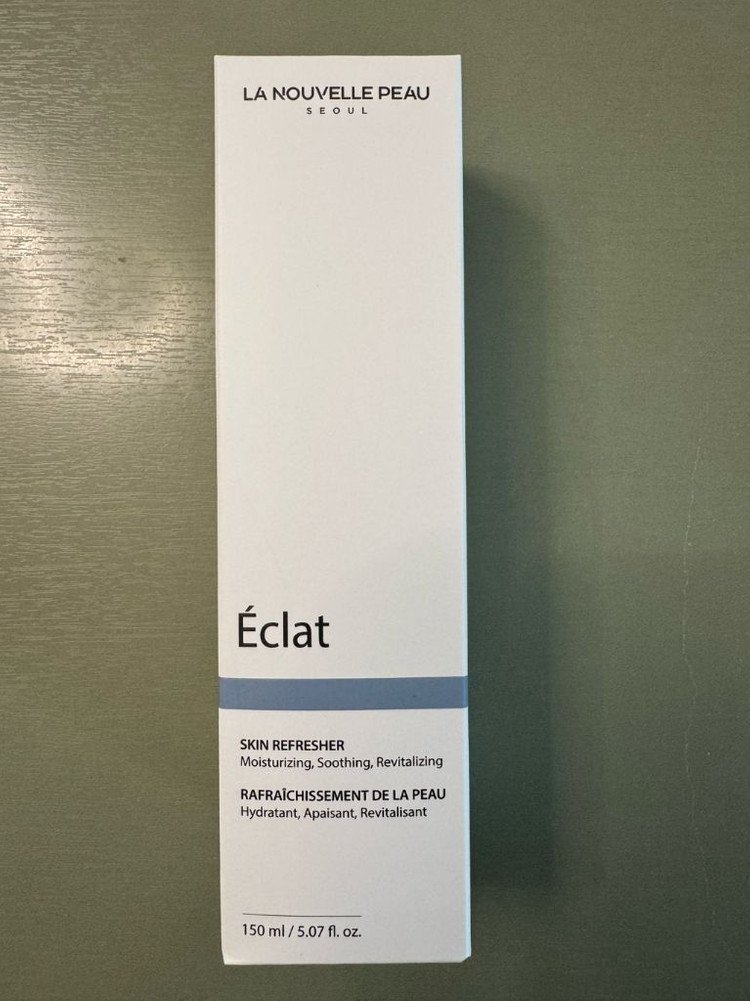 LA NOUVELLE PEAU
SEOUL
Éclat
SKIN REFRESHER
Moisturizing, Soothing, Revitalizing
RAFRAÎCHISSEMENT DE LA PEAU
Hydratant, Apaisant, Revitalisant
150 ml / 5.07 fl. oz.